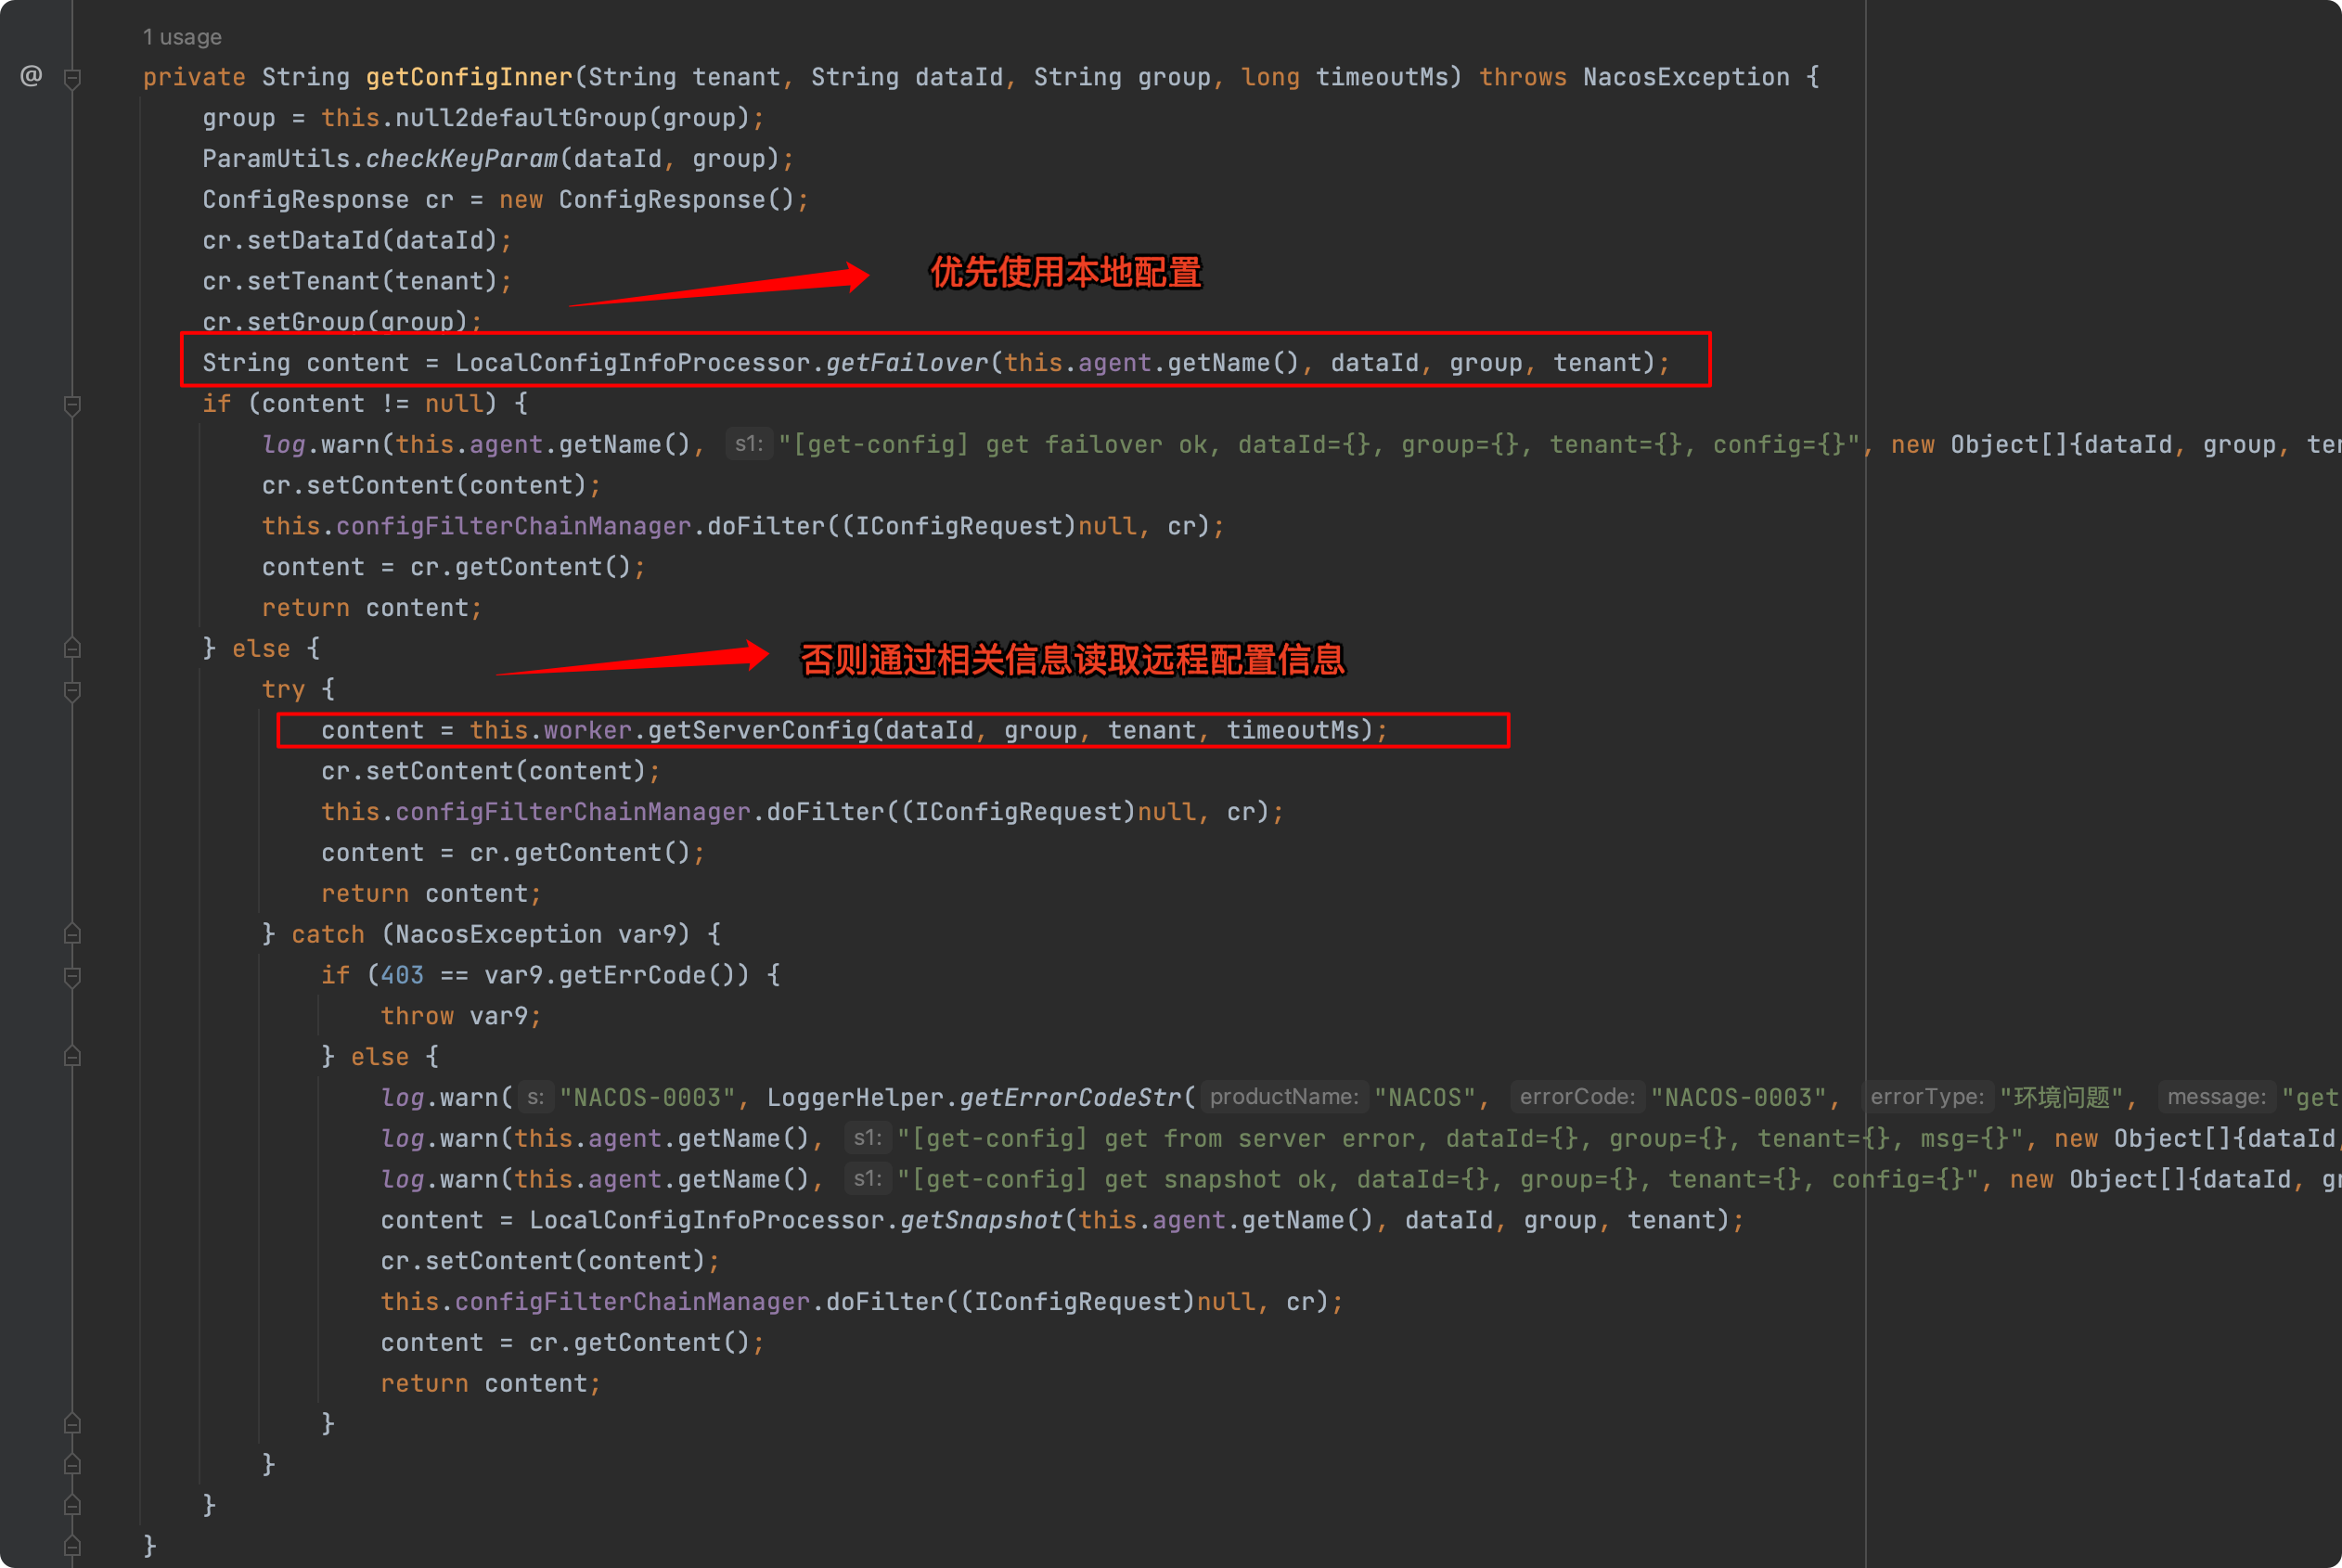 1 usage
@
private String getConfigInner(String tenant, String dataId, String group, long timeoutMs) throws NacosException {
group = this.null2defaultGroup(group);
ParamUtils.checkKeyParam(dataId, group);
ConfigResponse cr = new ConfigResponse();
cr.setDataId(dataId);
优先使用本地配置
cr.setTenant(tenant);
cr.setGroup(group);
String content = LocalConfigInfoProcessor.getFailover(this.agent.getName(), dataId, group, tenant);
if (content != null) {
log.warn(this.agent.getName(), s1: "[get-config] get failover ok, dataId={}, group={}, tenant={}, config={}", new Object[]{dataId, group, ten
cr.setContent(content);
this.configFilterChainManager.doFilter((IConfigRequest)null, cr);
content = cr.getContent();
return content;
} else {
否则通过相关信息读取远程配置信息
try {
content = this.worker.getServerConfig(dataId, group, tenant, timeoutMs);
cr.setContent(content);
this.configFilterChainManager.doFilter((IConfigRequest)null, cr);
content = cr.getContent();
return content;
} catch (NacosException var9) {
if (403 == var9.getErrCode()) {
throw var9;
} else {
log.warn( s: "NACOS-0003", LoggerHelper.getErrorCodeStr( productName: "NACOS", errorCode: "NACOS-0003", errorType: "环境问题", message: "get
log.warn(this.agent.getName(), s1: "[get-config] get from server error, dataId={}, group={}, tenant={}, msg={}", new Object[]{dataId,
log.warn(this.agent.getName(), s1: "[get-config] get snapshot ok, dataId={}, group={}, tenant={}, config={}", new Object[]{dataId, gr
content = LocalConfigInfoProcessor.getSnapshot(this.agent.getName(), dataId, group, tenant);
cr.setContent(content);
this.configFilterChainManager.doFilter((IConfigRequest)null, cr);
content = cr.getContent();
return content;
}
}
}
}